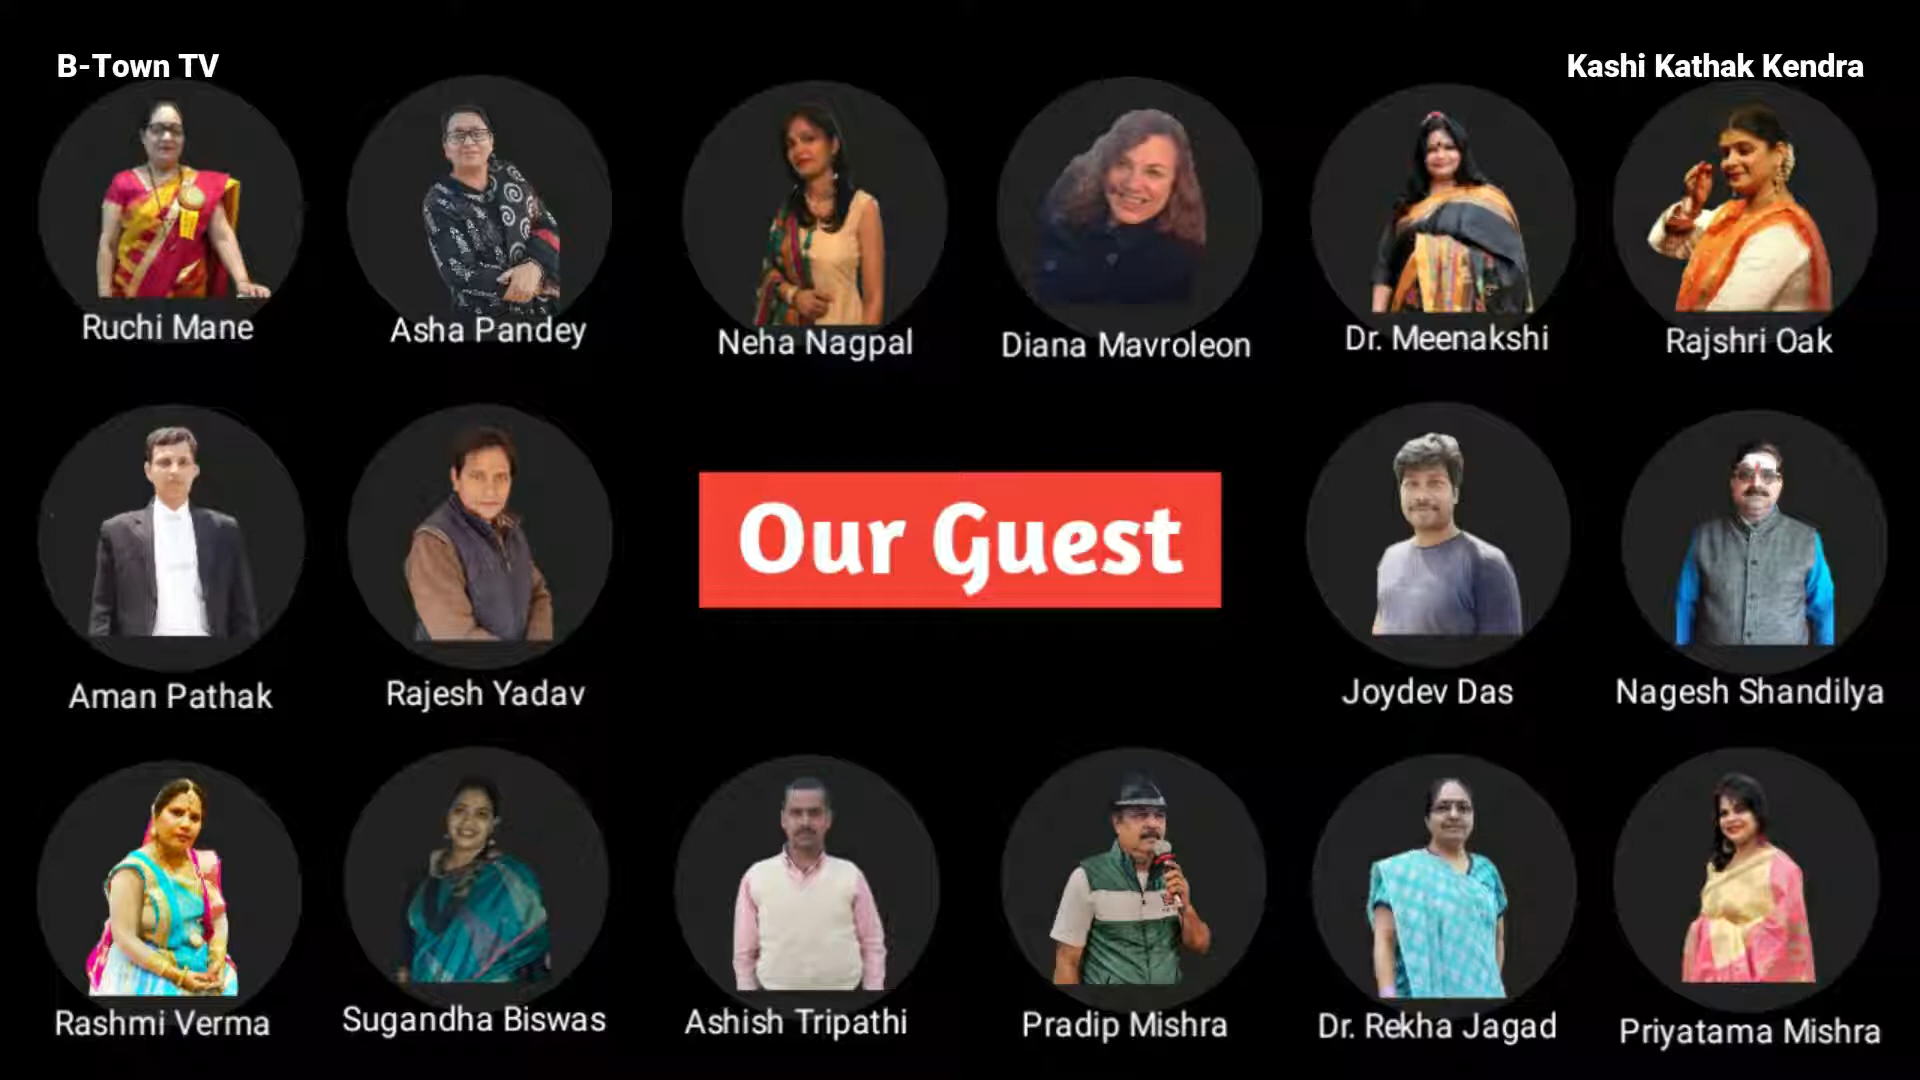 B-Town TV
Kashi Kathak Kendra
Ruchi Mane
Asha Pandey
Neha Nagpal
Diana Mavroleon
Dr. Meenakshi
Rajshri Oak
Our Guest
Aman Pathak
Rajesh Yadav
Joydev Das
Nagesh Shandilya
Rashmi Verma
Sugandha Biswas
Ashish Tripathi
Pradip Mishra
Dr. Rekha Jagad
Priyatama Mishra